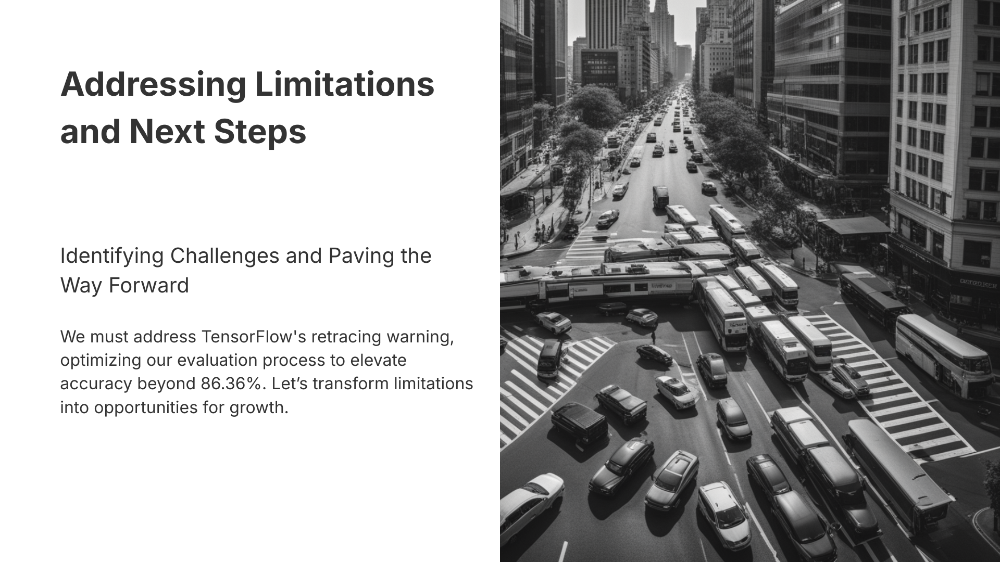 Addressing Limitations
and Next Steps
Identifying Challenges and Paving the
Way Forward
We must address TensorFlow's retracing warning,
optimizing our evaluation process to elevate
accuracy beyond 86.36%. Let’s transform limitations
into opportunities for growth.